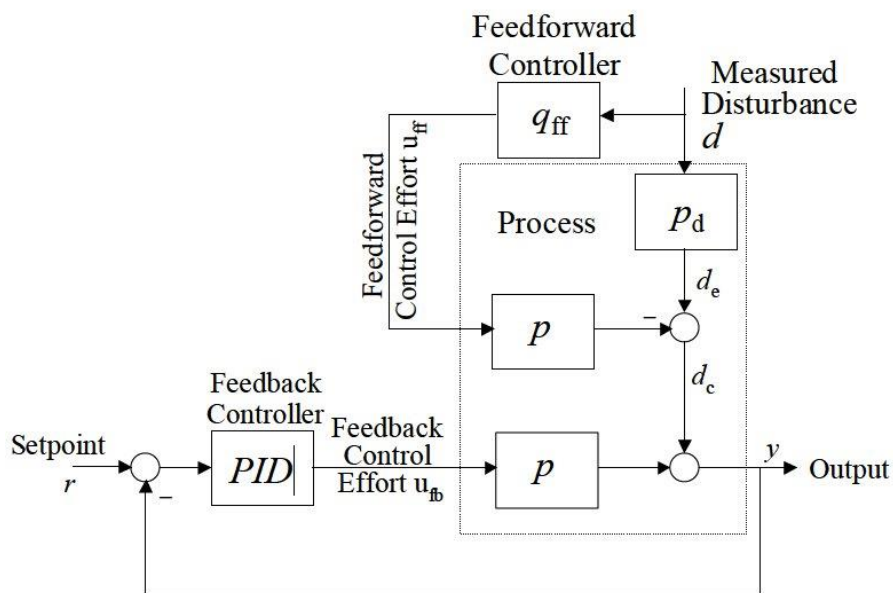 Feedforward
Controller
Measured
Disturbance
d
q_ff
Feedforward
Control Effort u_ff
Process
p_d
d_e
p
−
d_c
Feedback
Controller
Setpoint
r
−
PID|
Feedback
Control
Effort u_fb
p
y
Output